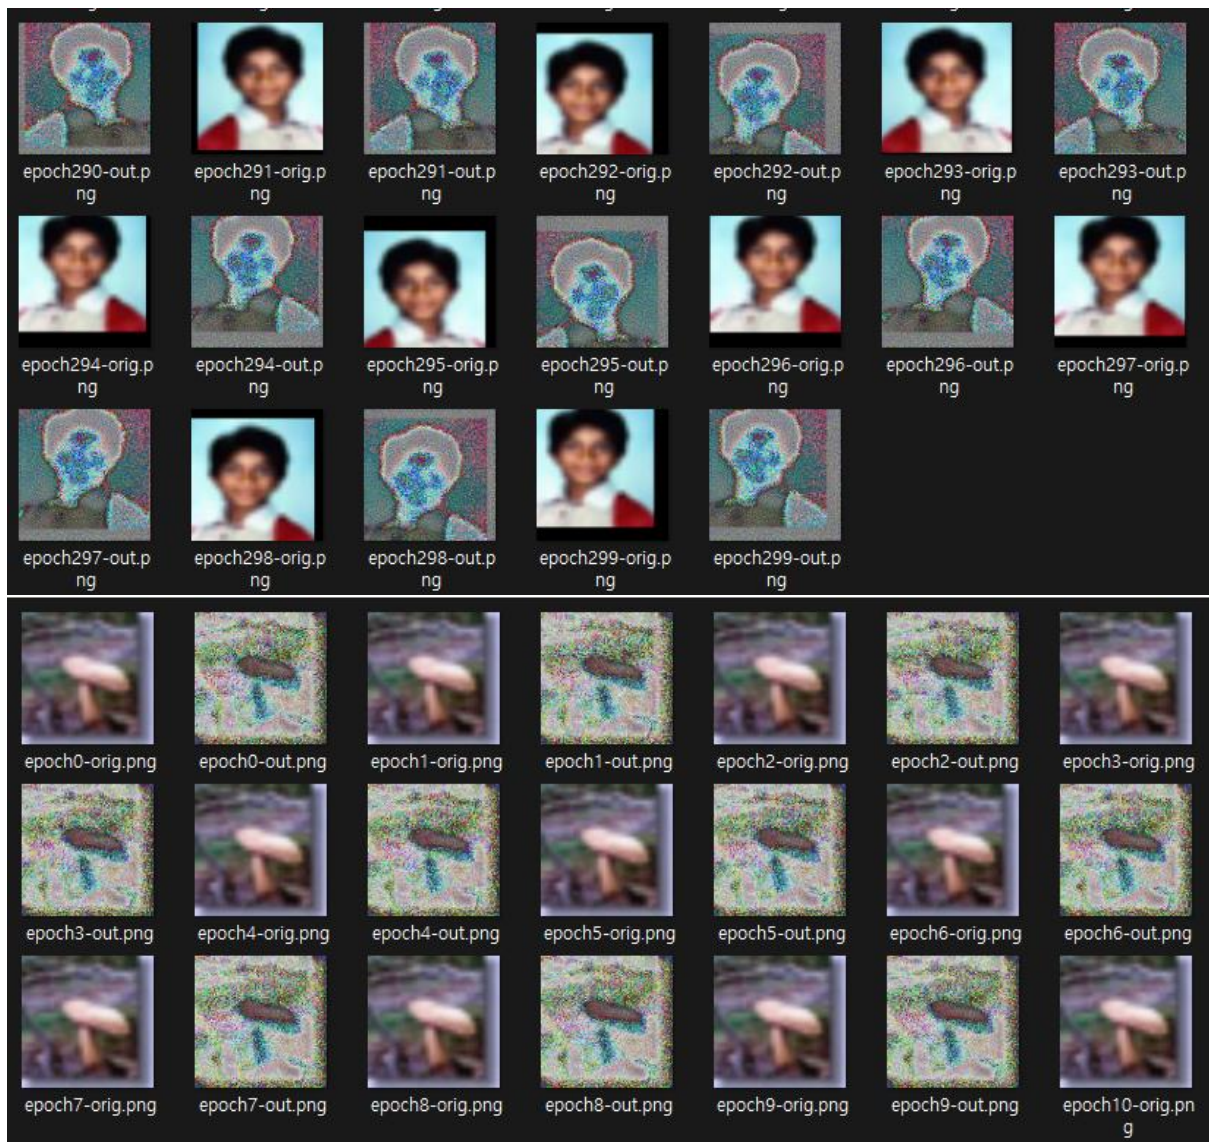 epoch290-out.p epoch291-orig.p epoch291-out.p epoch292-orig.p epoch292-out.p epoch293-orig.p epoch293-out.p
ng ng ng ng ng ng ng
epoch294-orig.p epoch294-out.p epoch295-orig.p epoch295-out.p epoch296-orig.p epoch296-out.p epoch297-orig.p
ng ng ng ng ng ng ng
epoch297-out.p epoch298-orig.p epoch298-out.p epoch299-orig.p epoch299-out.p
ng ng ng ng ng
epoch0-orig.png epoch0-out.png epoch1-orig.png epoch1-out.png epoch2-orig.png epoch2-out.png epoch3-orig.png
epoch3-out.png epoch4-orig.png epoch4-out.png epoch5-orig.png epoch5-out.png epoch6-orig.png epoch6-out.png
epoch7-orig.png epoch7-out.png epoch8-orig.png epoch8-out.png epoch9-orig.png epoch9-out.png epoch10-orig.pn
g